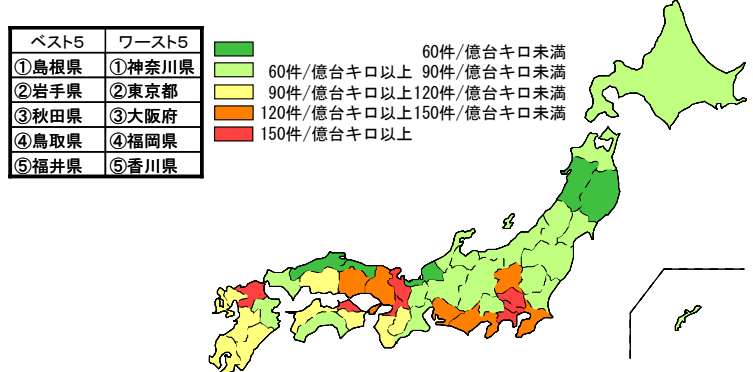 ベスト5 ワースト5
①島根県 ①神奈川県
②岩手県 ②東京都
③秋田県 ③大阪府
④鳥取県 ④福岡県
⑤福井県 ⑤香川県
60件/億台キロ未満
60件/億台キロ以上 90件/億台キロ未満
90件/億台キロ以上120件/億台キロ未満
120件/億台キロ以上150件/億台キロ未満
150件/億台キロ以上